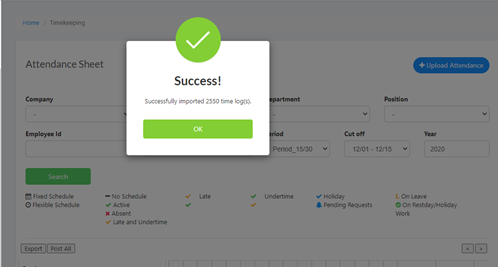 Home / Timekeeping
Attendance Sheet
+ Upload Attendance
Success!
Successfully imported 2550 time log(s).
OK
Company
epartment
Position
-
-
-
Employee Id
eriod
Cut off
Year
Period_15/30
12/01 - 12/15
2020
Search
Fixed Schedule
No Schedule
Late
Undertime
Holiday
On Leave
Flexible Schedule
Active
Pending Requests
On Restday/Holiday
Work
Absent
Late and Undertime
Export
Post All